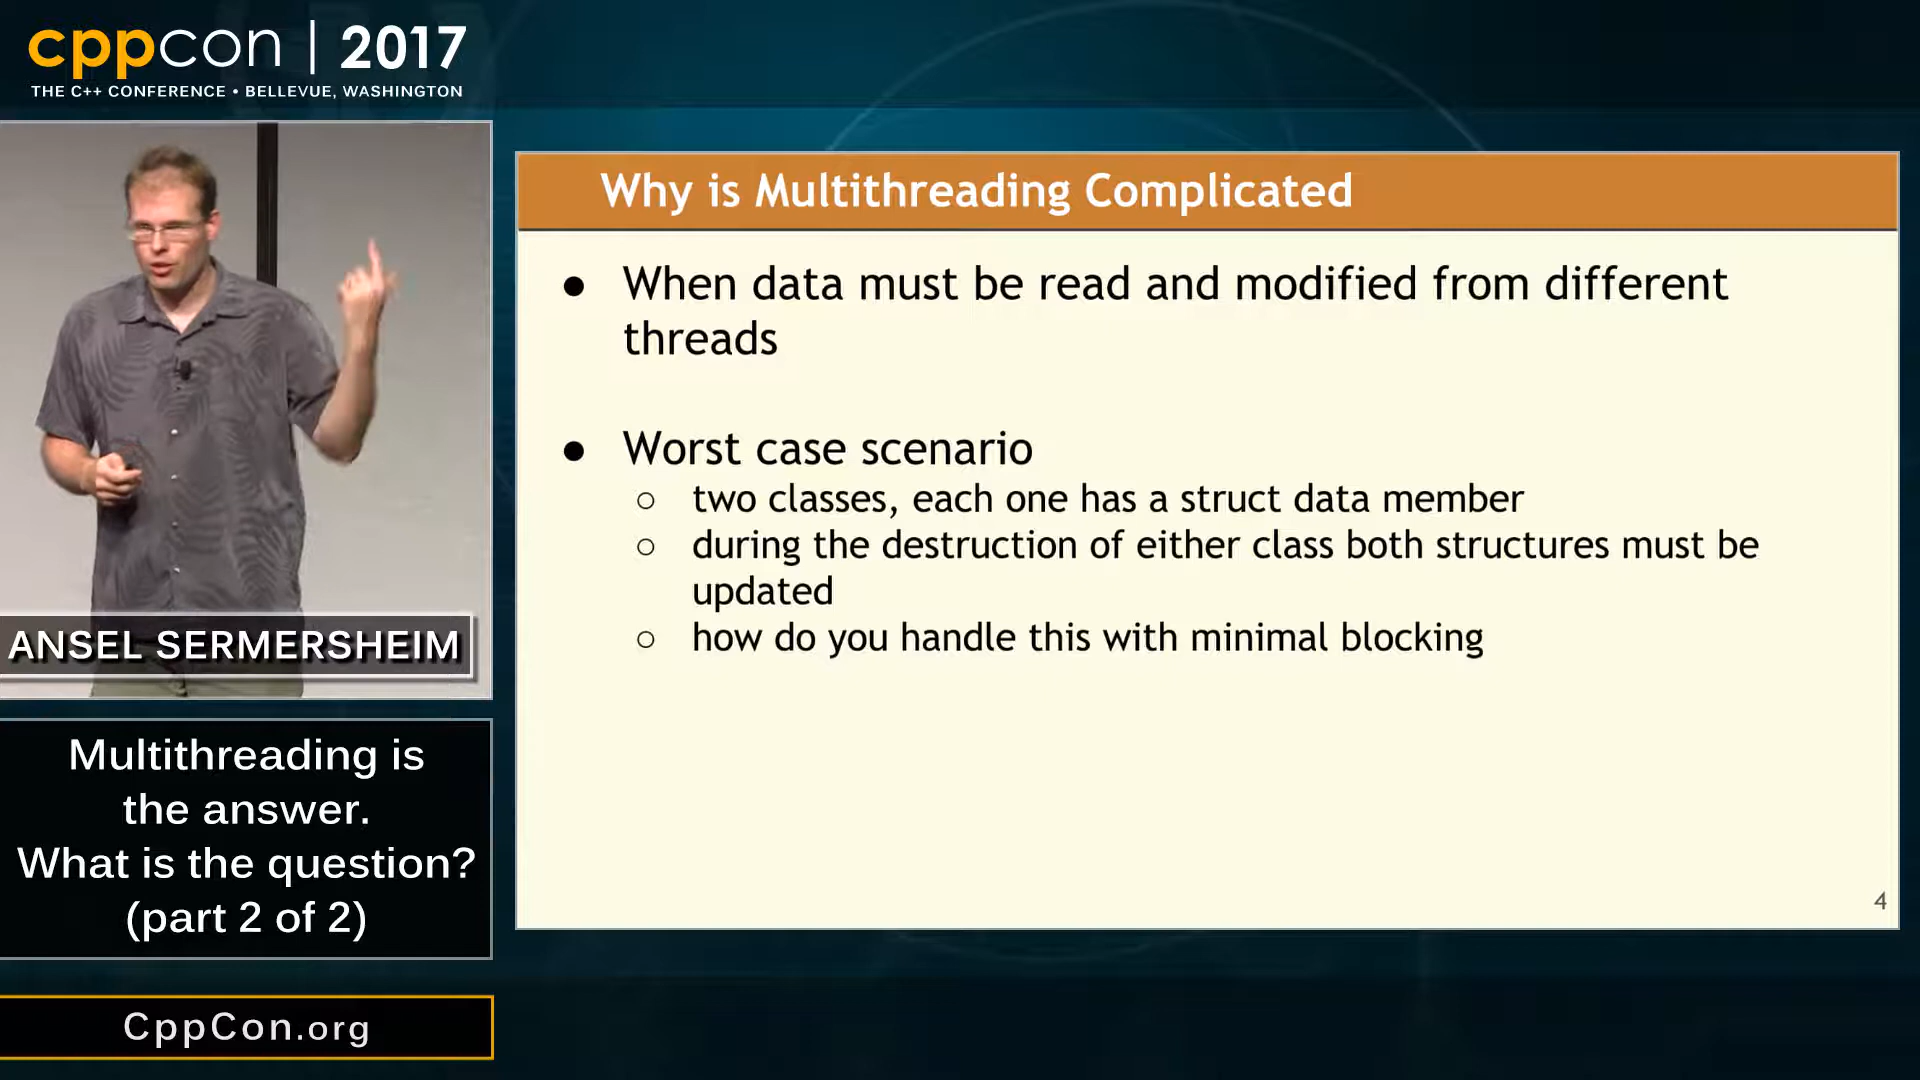 cppcon | 2017
THE C++ CONFERENCE • BELLEVUE, WASHINGTON
ANSEL SERMERSHEIM
Multithreading is
the answer.
What is the question?
(part 2 of 2)
CppCon.org
Why is Multithreading Complicated
● When data must be read and modified from different
threads
● Worst case scenario
○ two classes, each one has a struct data member
○ during the destruction of either class both structures must be
updated
○ how do you handle this with minimal blocking
4